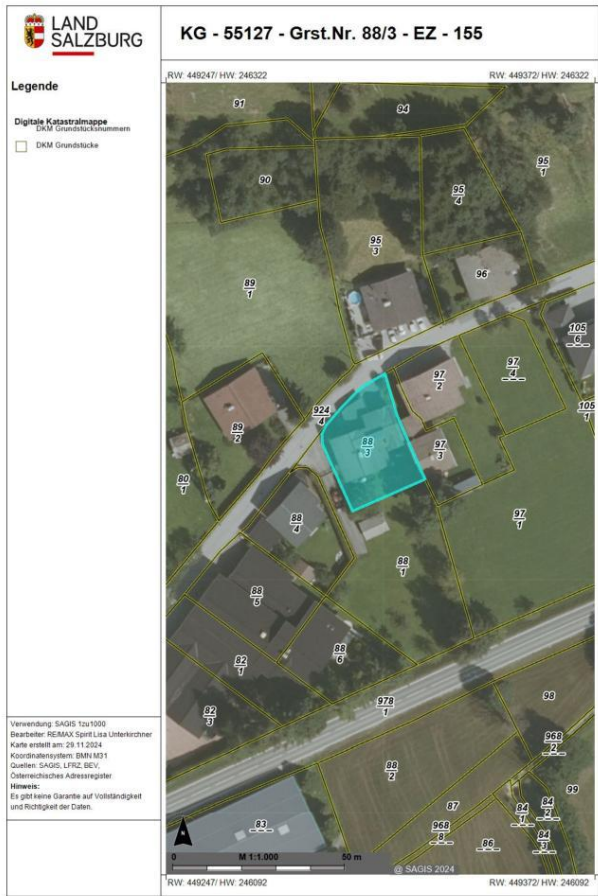 LAND
SALZBURG
KG - 55127 - Grst.Nr. 88/3 - EZ - 155
Legende
Digitale Katastralmappe
DKM Grundstücksnummern
DKM Grundstücke
RW: 449247/ HW: 246322
RW: 449372/ HW: 246322
91
94
90
95
4
95
1
95
3
96
89
1
105
6
97
4
97
2
105
1
924
4
89
2
88
3
97
3
80
1
88
4
97
1
88
1
88
5
88
6
82
1
978
1
98
82
3
968
2
88
2
99
87
84
2
84
1
83
968
8
86
84
3
0
M 1:1.000
50 m
@ SAGIS 2024
RW: 449247/ HW: 246092
RW: 449372/ HW: 246092
Verwendung: SAGIS 1zu1000
Bearbeiter: RE/MAX Spirit Lisa Unterkirchner
Karte erstellt am: 29.11.2024
Koordinatensystem: BMN M31
Quellen: SAGIS, LFRZ, BEV,
Österreichisches Adressregister
Hinweis:
Es gibt keine Garantie auf Vollständigkeit
und Richtigkeit der Daten.